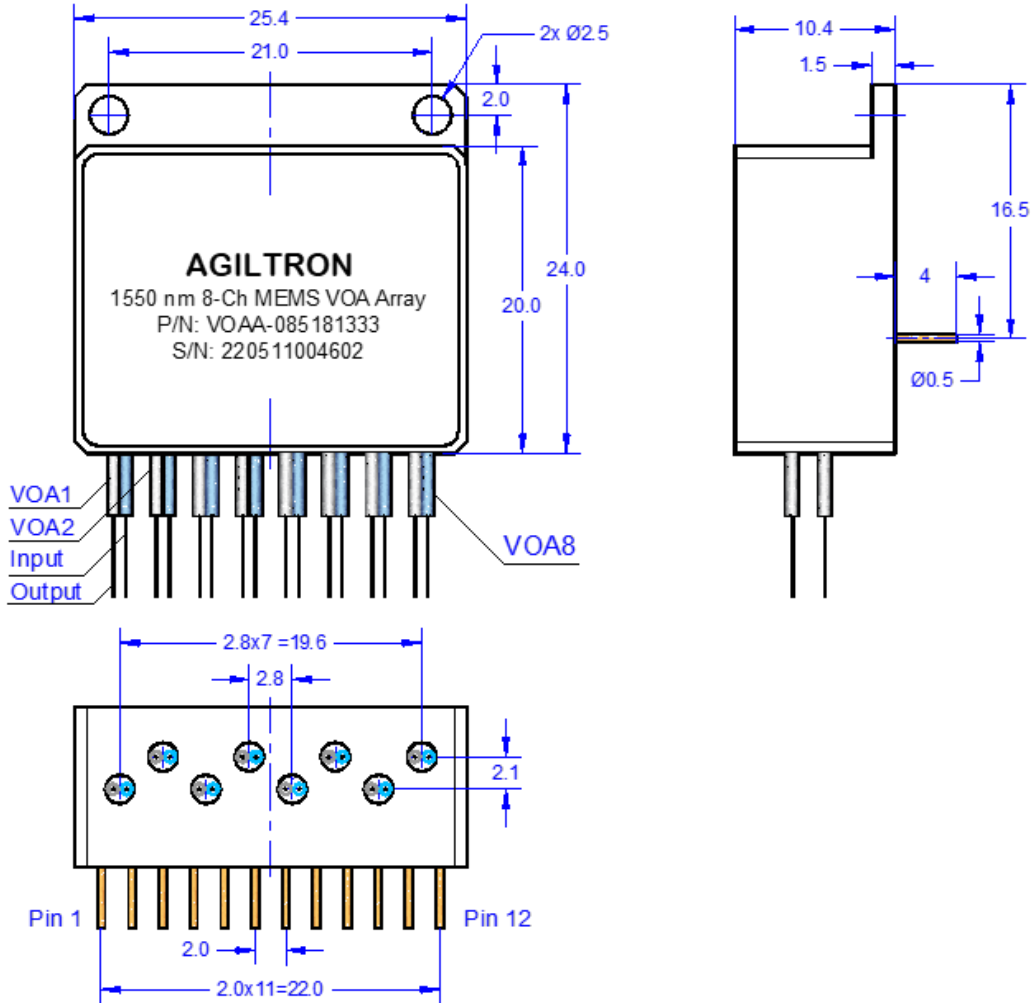 25.4
21.0
2x Ø2.5
2.0
20.0
24.0
AGILTRON
1550 nm 8-Ch MEMS VOA Array
P/N: VOAA-085181333
S/N: 220511004602
VOA1
VOA2
Input
Output
VOA8
10.4
1.5
16.5
4
Ø0.5
2.8x7 =19.6
2.8
2.1
Pin 1
Pin 12
2.0
2.0x11=22.0